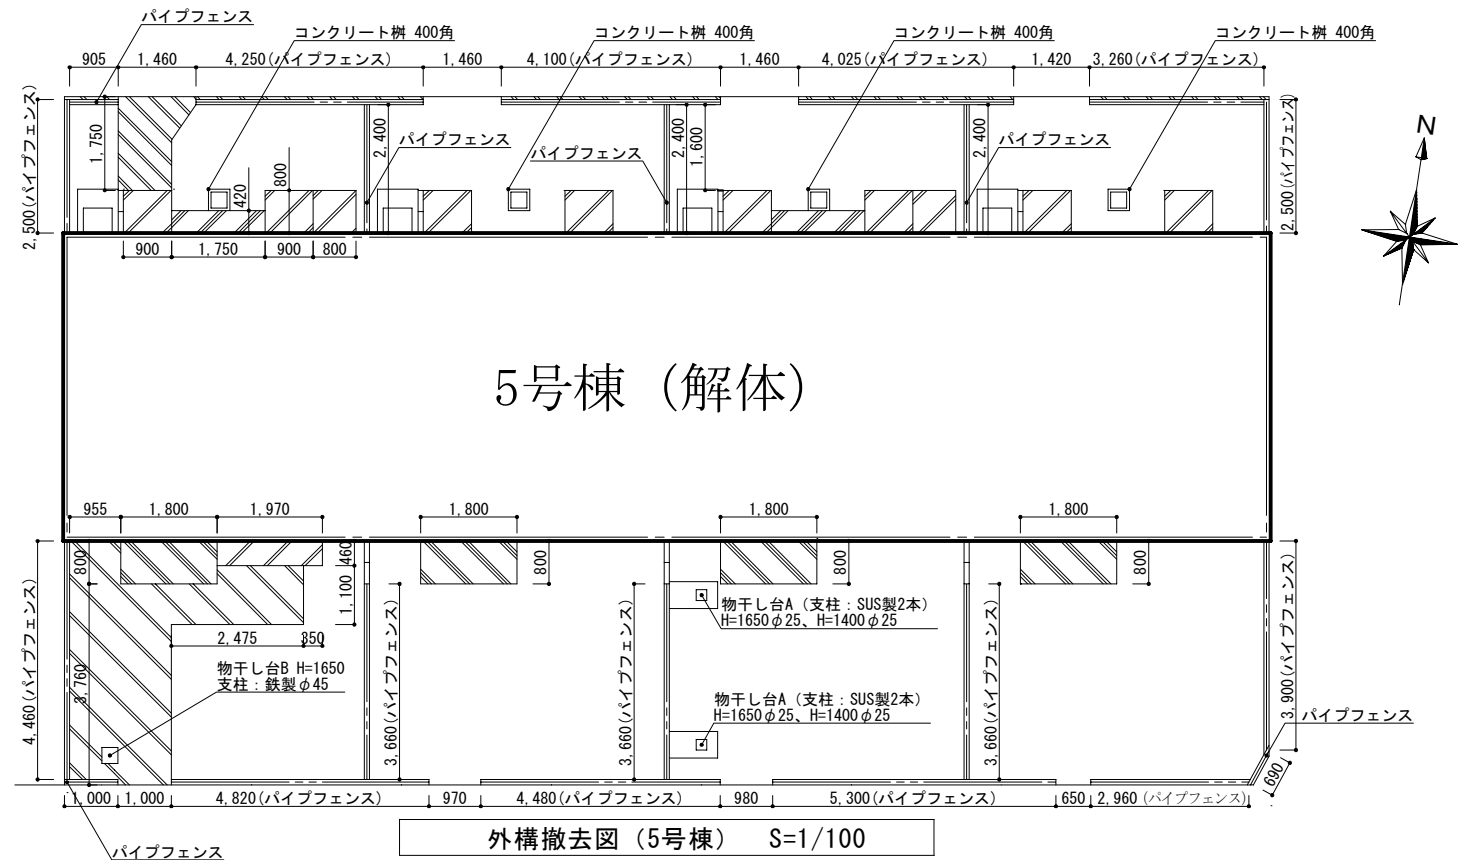 パイプフェンス
コンクリート桝 400角
コンクリート桝 400角
コンクリート桝 400角
コンクリート桝 400角
905
1,460
4,250(パイプフェンス)
1,460
4,100(パイプフェンス)
1,460
4,025(パイプフェンス)
1,420
3,260(パイプフェンス)
2,500(パイプフェンス)
1,750
2,400
パイプフェンス
パイプフェンス
2,400
1,600
2,400
パイプフェンス
2,500(パイプフェンス)
N
420
800
900
1,750
900
800
5号棟（解体）
955
1,800
1,970
1,800
1,800
1,800
4,460(パイプフェンス)
800
460
1,100
800
800
800
3,760
2,475
350
物干し台B H=1650
支柱：鉄製φ45
3,660(パイプフェンス)
3,660(パイプフェンス)
物干し台A（支柱：SUS製2本）
H=1650φ25、H=1400φ25
物干し台A（支柱：SUS製2本）
H=1650φ25、H=1400φ25
3,660(パイプフェンス)
3,900(パイプフェンス)
パイプフェンス
690
1,000
1,000
4,820(パイプフェンス)
970
4,480(パイプフェンス)
980
5,300(パイプフェンス)
650
2,960 (パイプフェンス)
パイプフェンス
外構撤去図（5号棟） S=1/100